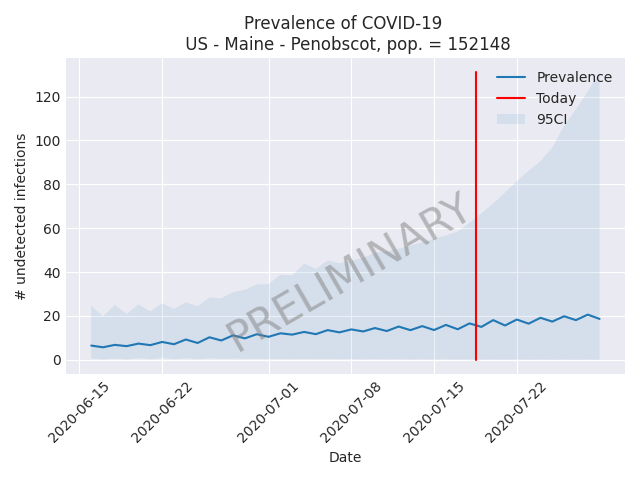 Prevalence of COVID-19
US - Maine - Penobscot, pop. = 152148
Prevalence
Today
95CI
120
100
80
60
40
20
0
# undetected infections
PRELIMINARY
2020-06-15
2020-06-22
2020-07-01
2020-07-08
2020-07-15
2020-07-22
Date